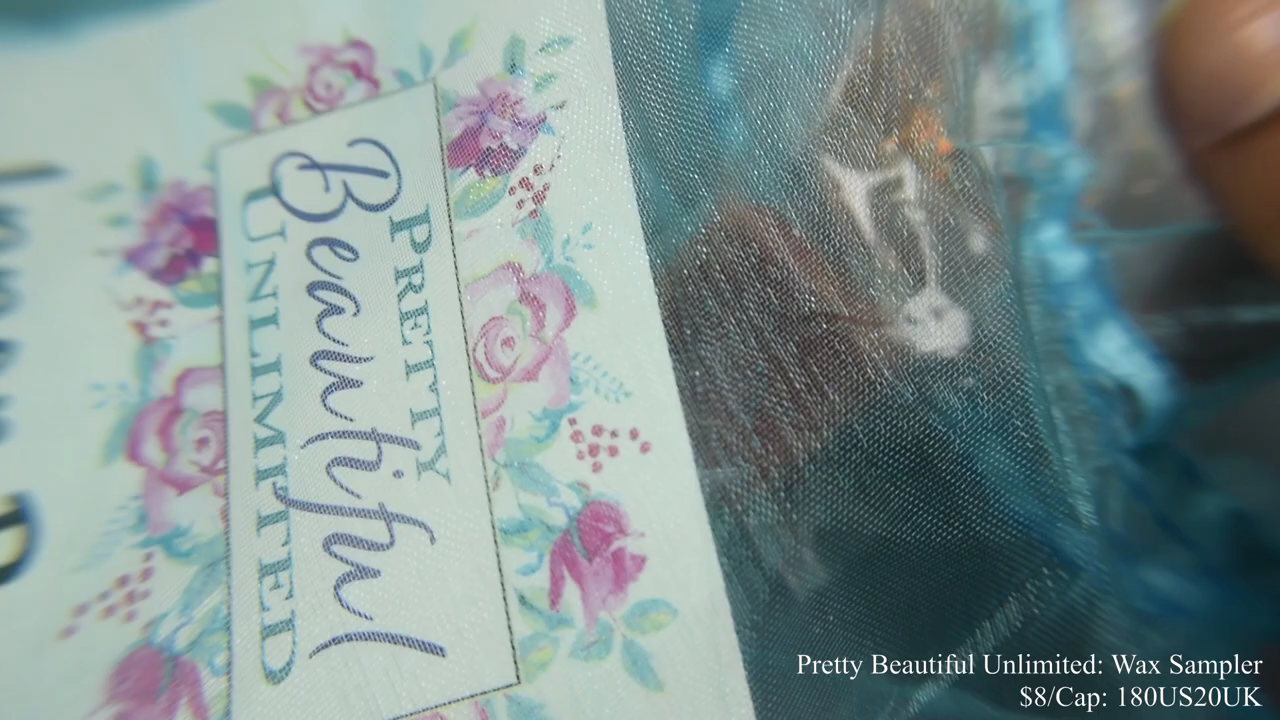 PRETTY
Beautiful
UNLIMITED
Pretty Beautiful Unlimited: Wax Sampler
$8/Cap: 180US20UK